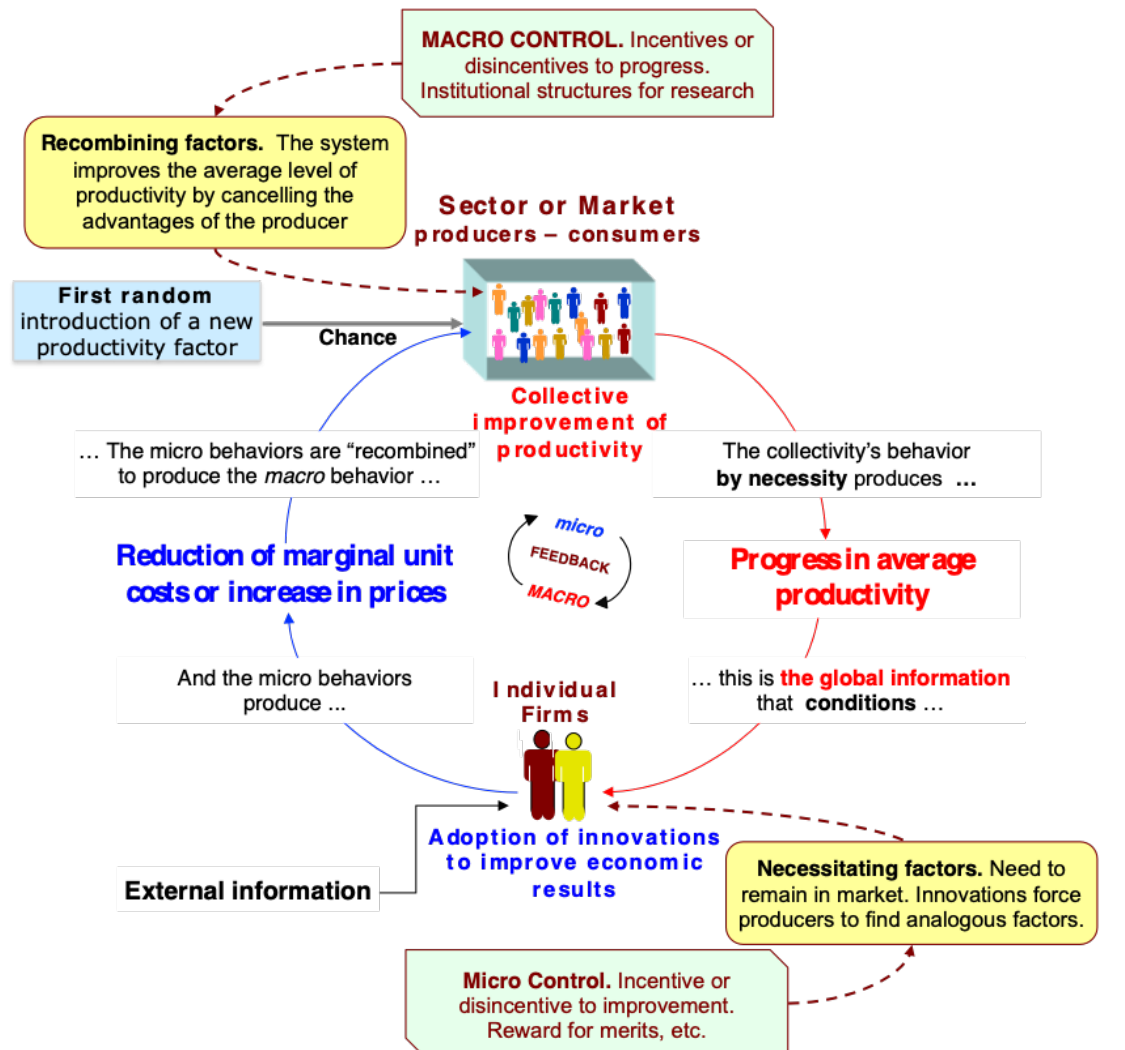 MACRO CONTROL. Incentives or
disincentives to progress.
Institutional structures for research
Recombining factors. The system
improves the average level of
productivity by cancelling the
advantages of the producer
Sector or Market
producers – consumers
First random
introduction of a new
productivity factor
Chance
Collective
improvement of
productivity
… The micro behaviors are “recombined”
to produce the macro behavior …
The collectivity’s behavior
by necessity produces …
micro
FEEDBACK
MACRO
Reduction of marginal unit
costs or increase in prices
Progress in average
productivity
And the micro behaviors
produce ...
… this is the global information
that conditions …
Individual
Firms
Adoption of innovations
to improve economic
results
External information
Necessitating factors. Need to
remain in market. Innovations force
producers to find analogous factors.
Micro Control. Incentive or
disincentive to improvement.
Reward for merits, etc.